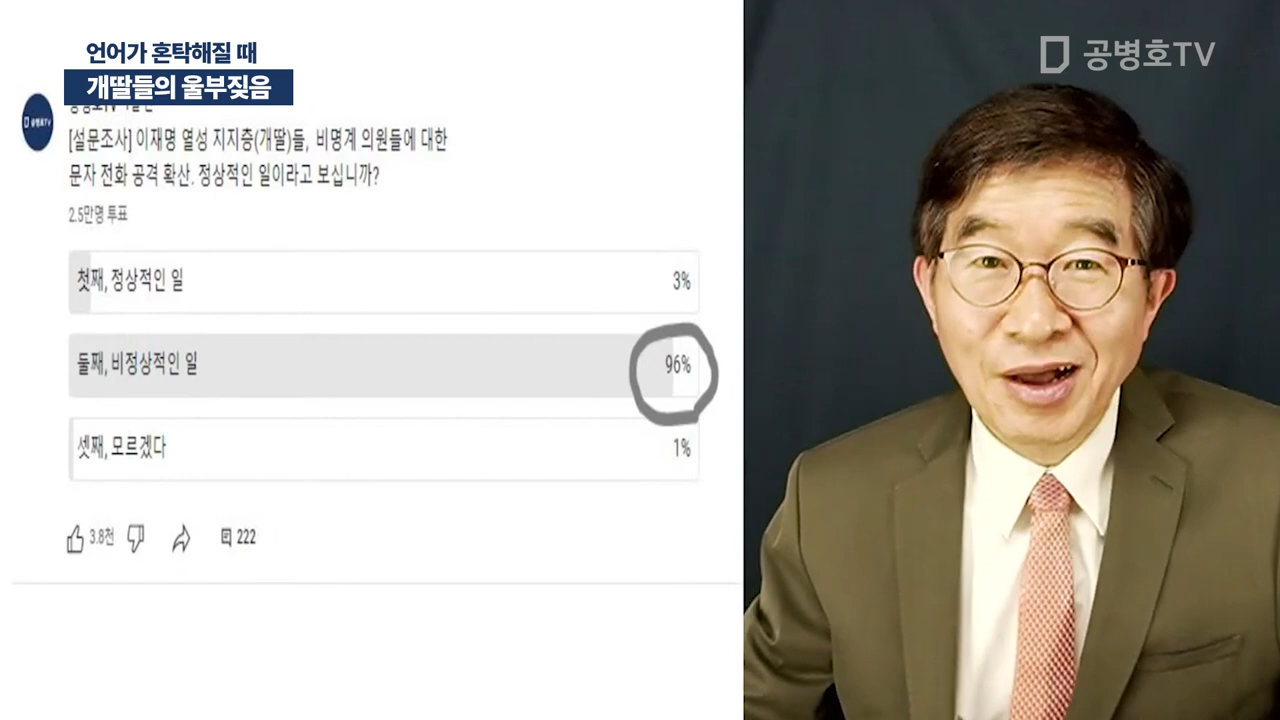 언어가 혼탁해질 때
개딸들의 울부짖음
공병호TV
공병호TV
[설문조사] 이재명 열성 지지층(개딸)들, 비명계 의원들에 대한
문자 전화 공격 확산. 정상적인 일이라고 보십니까?
2.5만명 투표
첫째, 정상적인 일 3%
둘째, 비정상적인 일 96%
셋째, 모르겠다 1%
3.8천 222